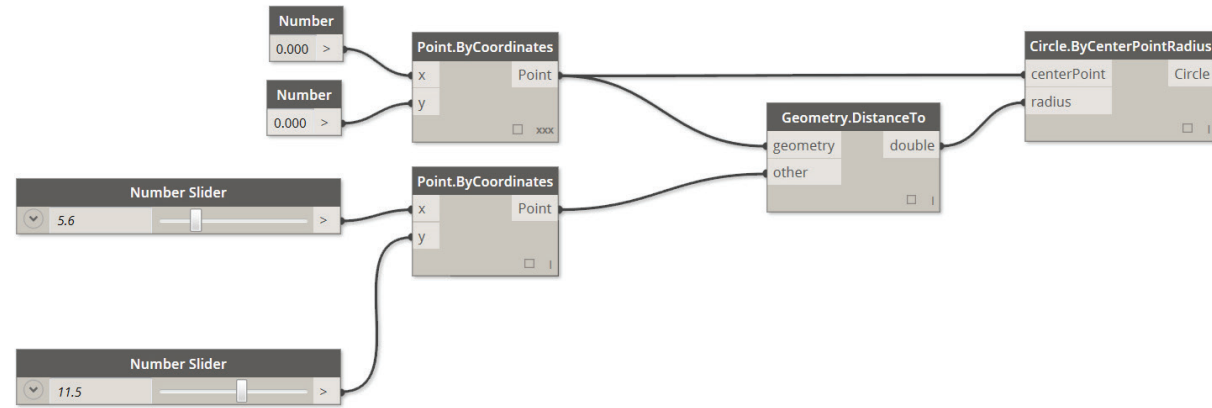 Number
0.000 >
Number
0.000 >
Point.ByCoordinates
x Point
y
xxx
Circle.ByCenterPointRadius
centerPoint Circle
radius
Geometry.DistanceTo
geometry double
other
Number Slider
5.6 >
Point.ByCoordinates
x Point
y
Number Slider
11.5 >